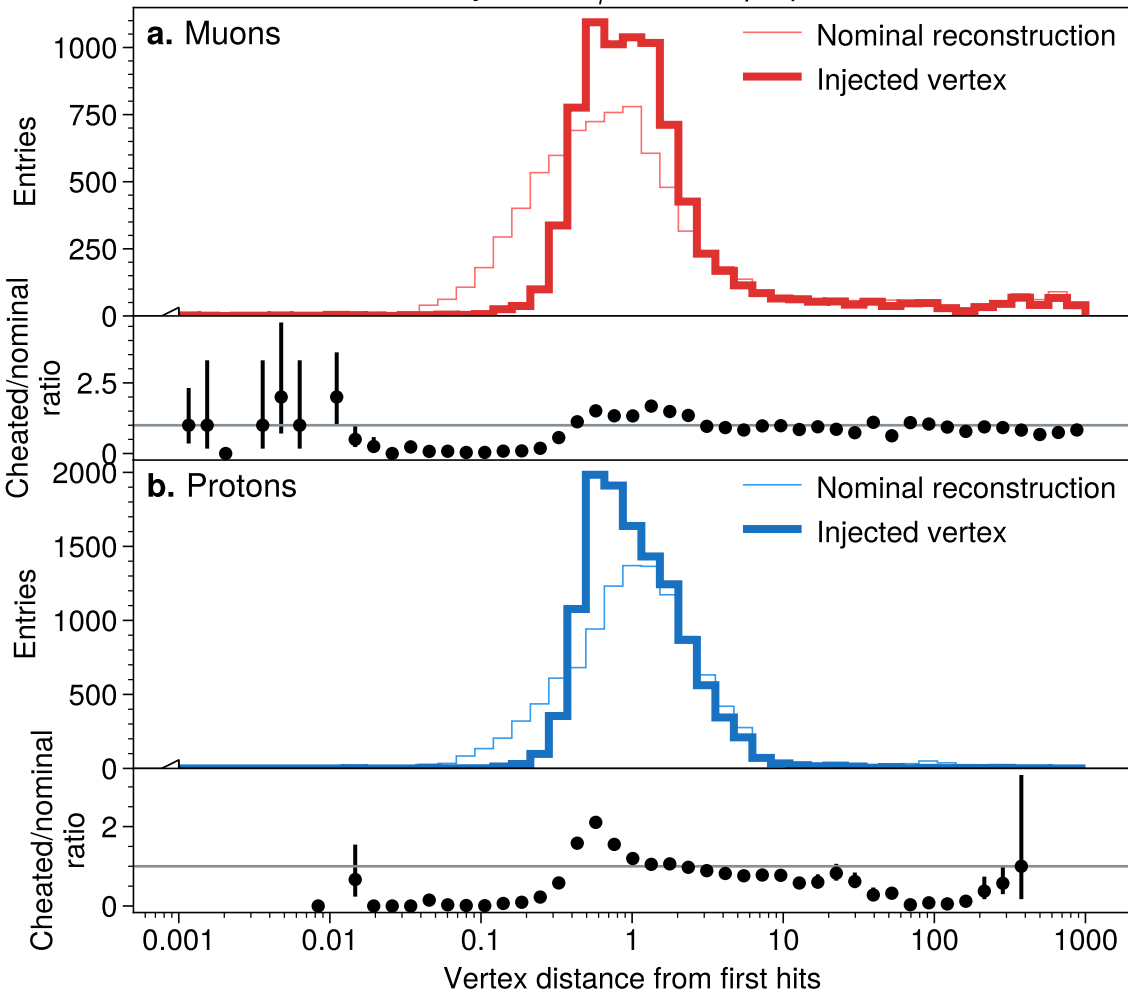 a. Muons
Nominal reconstruction
Injected vertex
Entries
1000
750
500
250
0
Cheated/nominal
ratio
2.5
0
b. Protons
Nominal reconstruction
Injected vertex
Entries
2000
1500
1000
500
0
Cheated/nominal
ratio
2
0
0.001 0.01 0.1 1 10 100 1000
Vertex distance from first hits